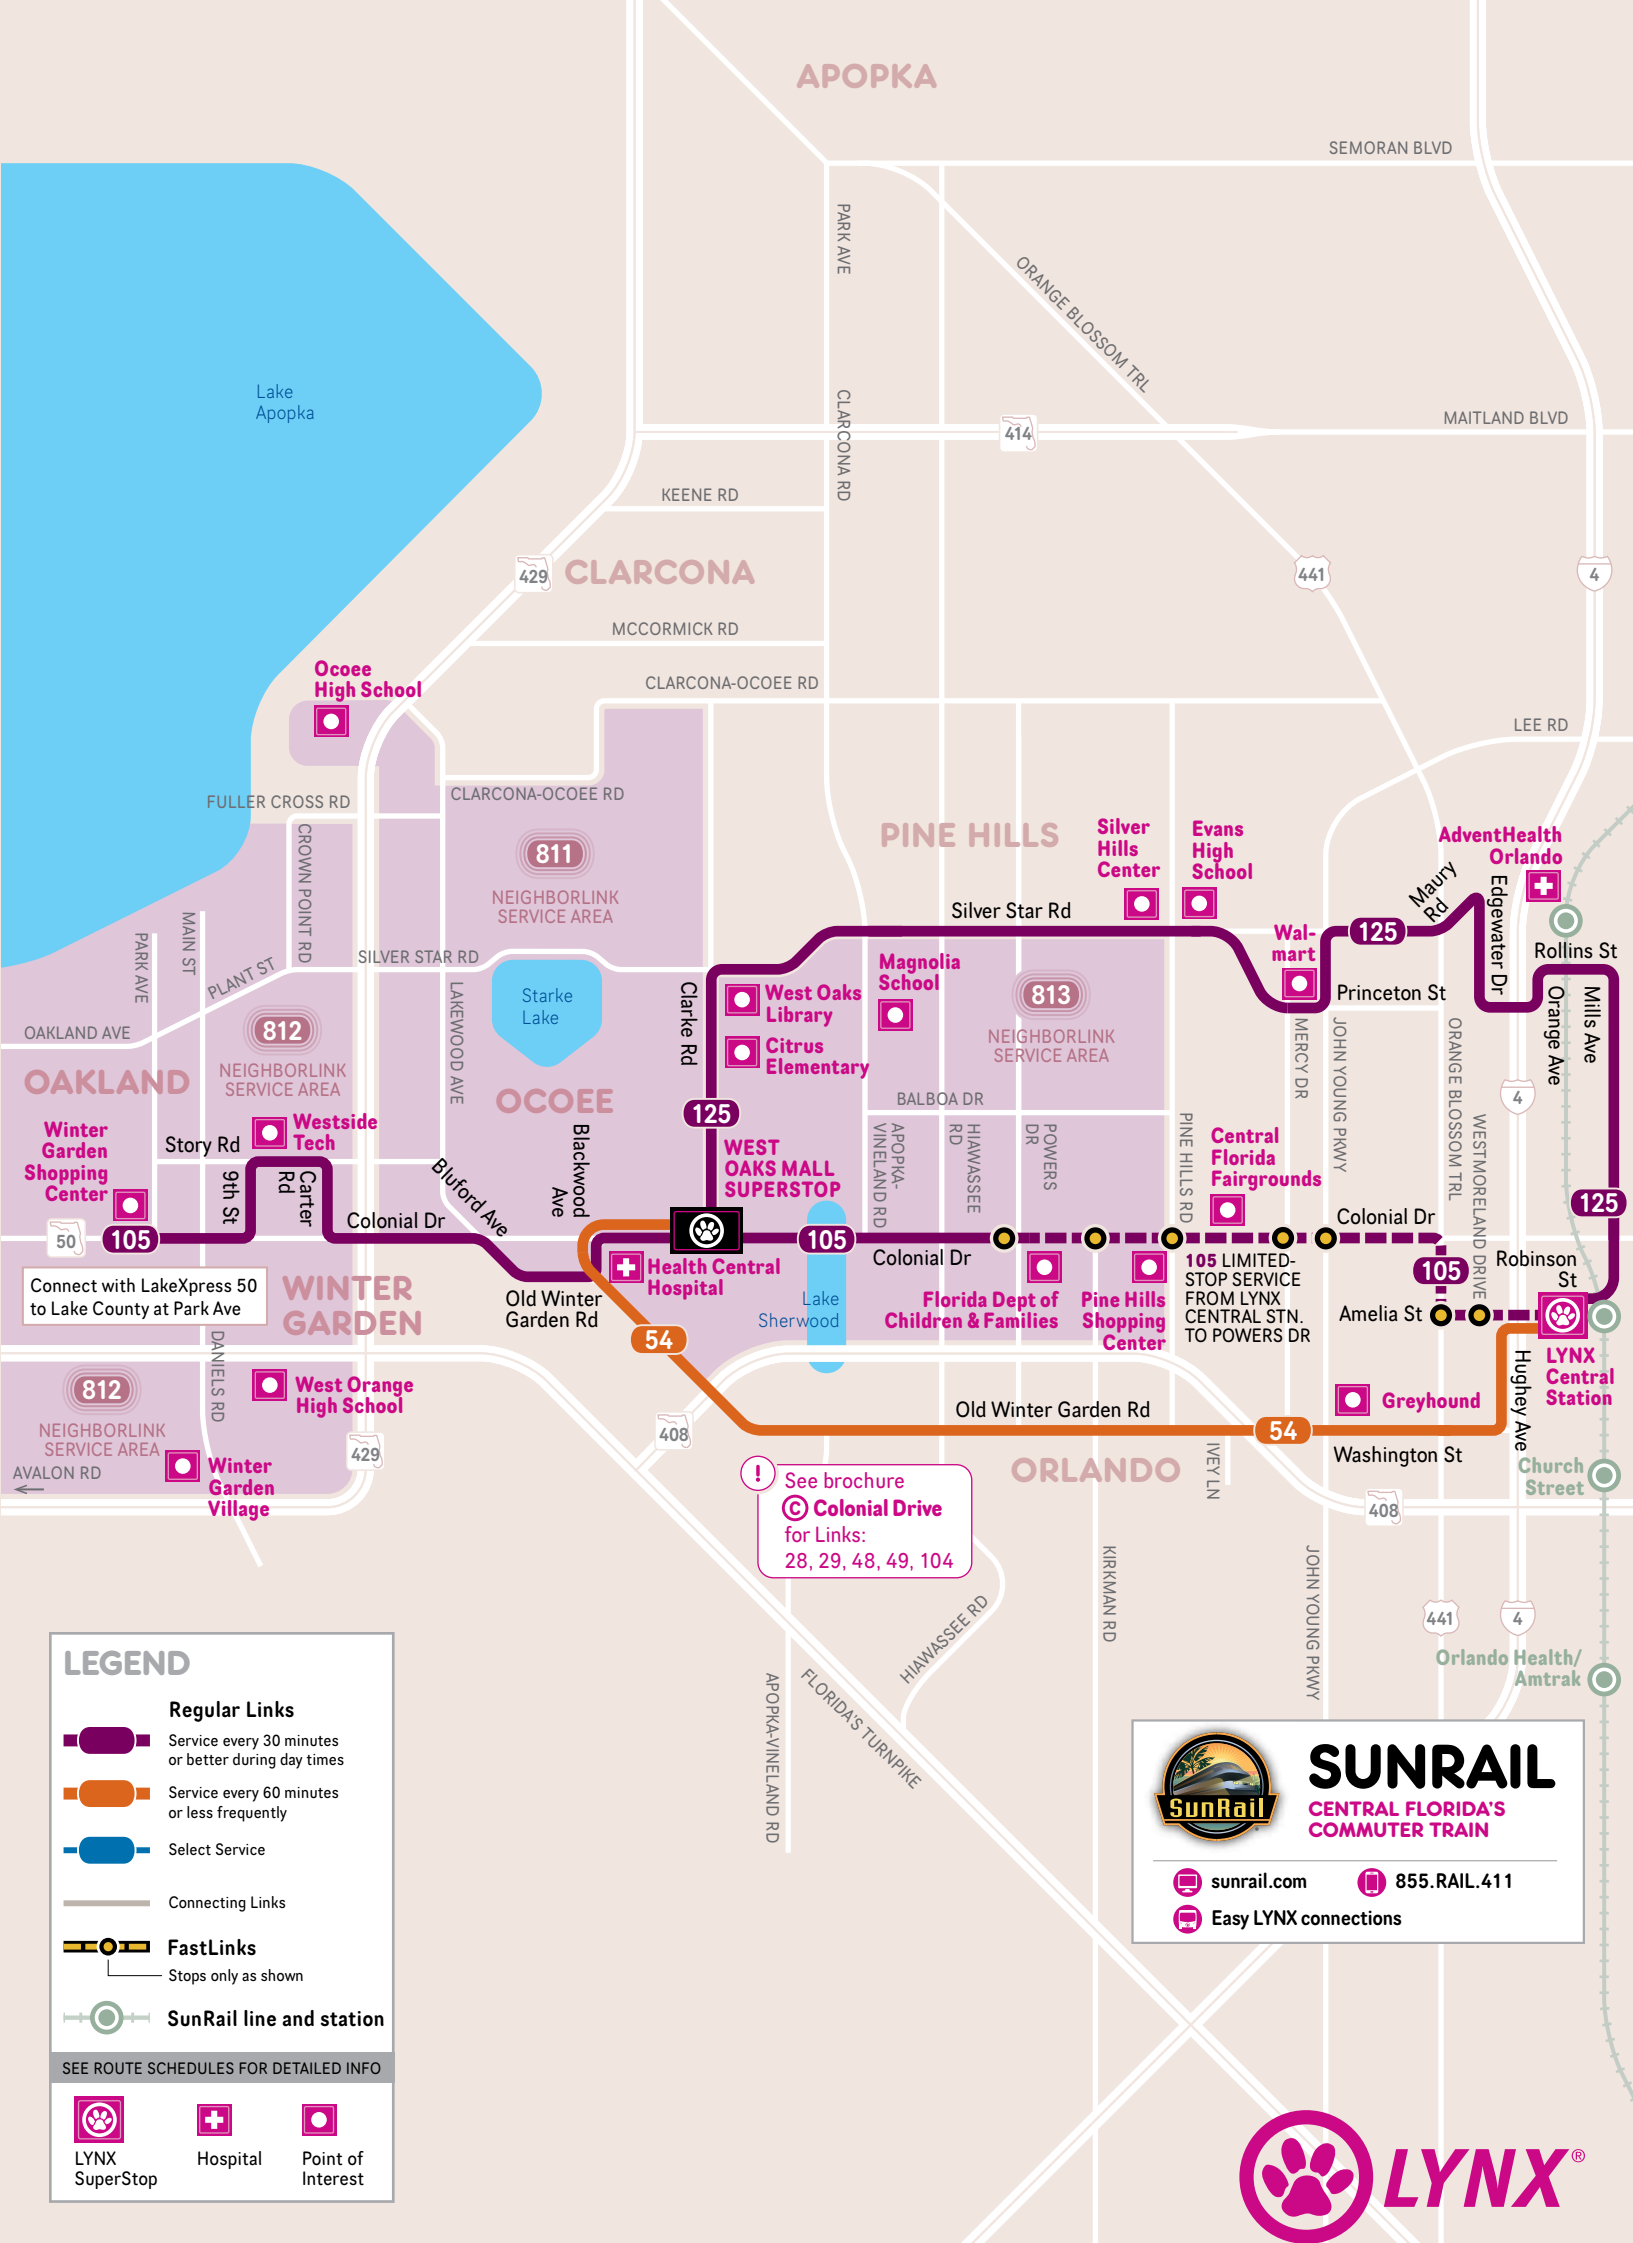 APOPKA
SEMORAN BLVD
PARK AVE
ORANGE BLOSSOM TRL
Lake
Apopka
CLARCONA RD
414
MAITLAND BLVD
KEENE RD
429
CLARCONA
441
4
MCCORMICK RD
Ocoee
High School
CLARCONA-OCOEE RD
LEE RD
FULLER CROSS RD
CLARCONA-OCOEE RD
CROWN POINT RD
811
NEIGHBORLINK
SERVICE AREA
PINE HILLS
Silver
Hills
Center
Evans
High
School
AdventHealth
Orlando
Maury
Rd
Edgewater Dr
Silver Star Rd
125
Wal-
mart
Rollins St
PARK AVE
MAIN ST
PLANT ST
SILVER STAR RD
Magnolia
School
Clarke Rd
West Oaks
Library
Citrus
Elementary
813
NEIGHBORLINK
SERVICE AREA
Princeton St
Orange Ave
Mills Ave
LAKEWOOD AVE
Starke
Lake
OAKLAND AVE
812
NEIGHBORLINK
SERVICE AREA
OAKLAND
OCOEE
MERCY DR
JOHN YOUNG PKWY
ORANGE BLOSSOM TRL
4
BALBOA DR
125
Winter
Garden
Shopping
Center
Story Rd
Westside
Tech
9th St
Carter
Rd
Bluford Ave
Blackwood
Ave
WEST
OAKS MALL
SUPERSTOP
APOPKA-
VINELAND RD
HIAWASSEE
RD
POWERS
DR
PINE HILLS RD
Central
Florida
Fairgrounds
WESTMORELAND DRIVE
125
50
105
Colonial Dr
105
Colonial Dr
Colonial Dr
Connect with LakeXpress 50
to Lake County at Park Ave
WINTER
GARDEN
Old Winter
Garden Rd
Health Central
Hospital
Lake
Sherwood
Florida Dept of
Children & Families
Pine Hills
Shopping
Center
105 LIMITED-
STOP SERVICE
FROM LYNX
CENTRAL STN.
TO POWERS DR
105
Robinson
St
Amelia St
54
LYNX
Central
Station
Hughey Ave
DANIELS RD
812
NEIGHBORLINK
SERVICE AREA
West Orange
High School
Greyhound
Old Winter Garden Rd
54
Washington St
408
429
AVALON RD
Winter
Garden
Village
ORLANDO
IVEY LN
Church
Street
408
!
See brochure
C Colonial Drive
for Links:
28, 29, 48, 49, 104
KIRKMAN RD
JOHN YOUNG PKWY
HIAWASSEE RD
441
4
Orlando Health/
Amtrak
APOPKA-VINELAND RD
FLORIDA'S TURNPIKE
LEGEND
Regular Links
Service every 30 minutes
or better during day times
Service every 60 minutes
or less frequently
Select Service
Connecting Links
FastLinks
Stops only as shown
SunRail line and station
SEE ROUTE SCHEDULES FOR DETAILED INFO
LYNX
SuperStop
Hospital
Point of
Interest
SunRail
SUNRAIL
CENTRAL FLORIDA'S
COMMUTER TRAIN
sunrail.com
855.RAIL.411
Easy LYNX connections
LYNX®